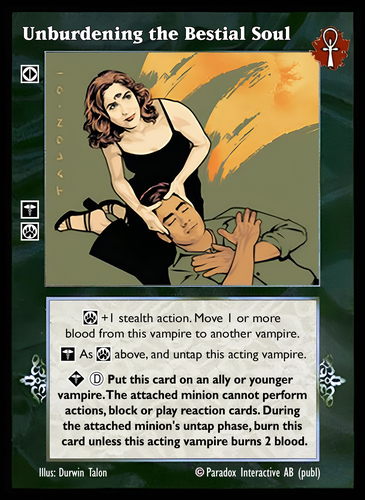 Unburdening the Bestial Soul
TALON·01
+1 stealth action. Move 1 or more
blood from this vampire to another vampire.
As above, and untap this acting vampire.
D Put this card on an ally or younger
vampire. The attached minion cannot perform
actions, block or play reaction cards. During
the attached minion's untap phase, burn this
card unless this acting vampire burns 2 blood.
Illus: Durwin Talon © Paradox Interactive AB (publ)